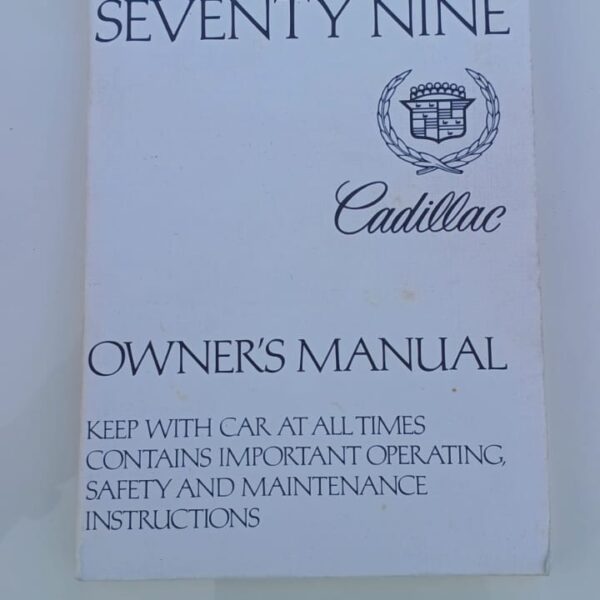 SEVENTY NINE
Cadillac
OWNER'S MANUAL
KEEP WITH CAR AT ALL TIMES
CONTAINS IMPORTANT OPERATING,
SAFETY AND MAINTENANCE
INSTRUCTIONS